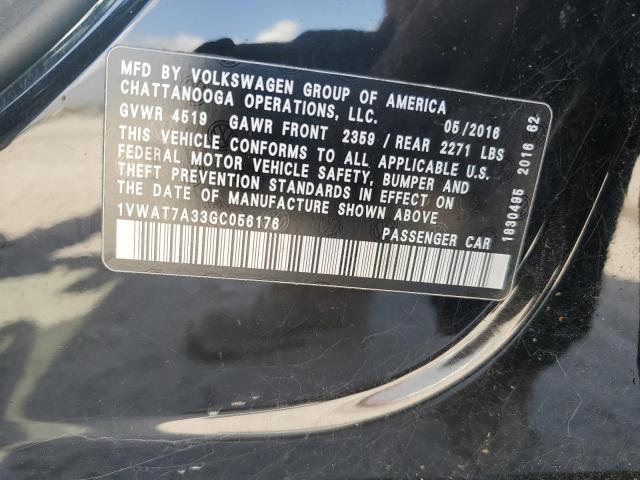 MFD BY VOLKSWAGEN GROUP OF AMERICA
CHATTANOOGA OPERATIONS, LLC.
05/2016
GVWR 4519 GAWR FRONT 2359 / REAR 2271 LBS
THIS VEHICLE CONFORMS TO ALL APPLICABLE U.S.
FEDERAL MOTOR VEHICLE SAFETY, BUMPER AND
THEFT PREVENTION STANDARDS IN EFFECT ON
THE DATE OF MANUFACTURE SHOWN ABOVE
1VWAT7A33GC056176
PASSENGER CAR
1830495 2016 62